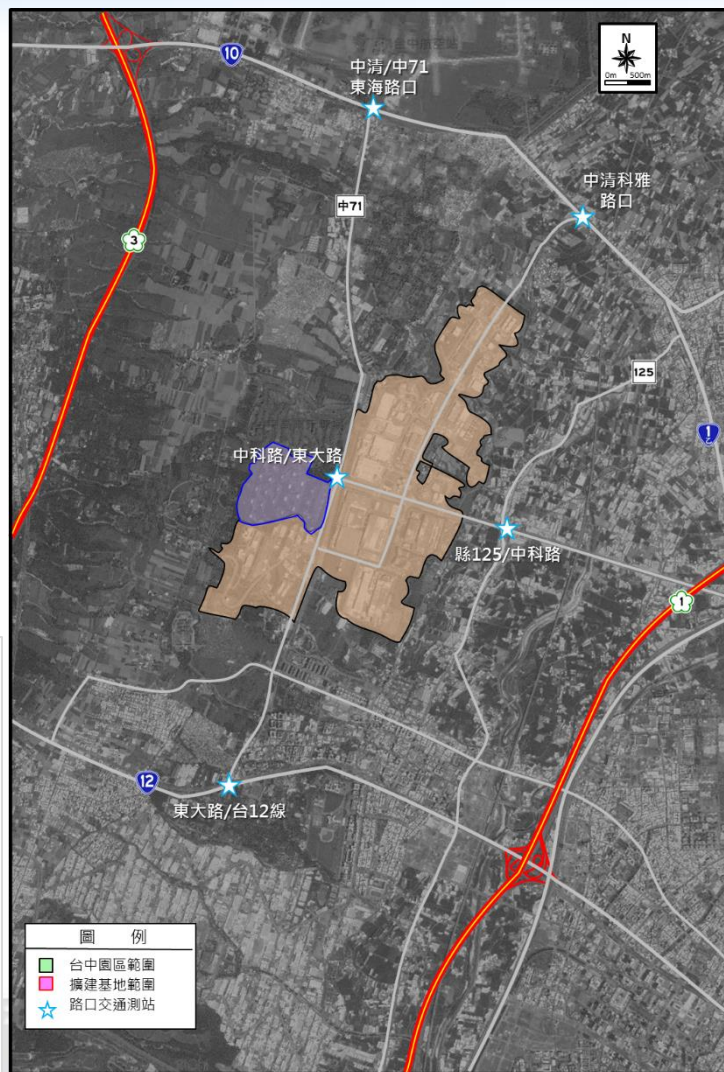 N
0m 500m
10
中清/中71
東海路口
中清科雅
路口
中71
3
125
1
乙
中科路/東大路
縣125/中科路
1
12
東大路/台12線
圖 例
台中園區範圍
擴建基地範圍
路口交通測站